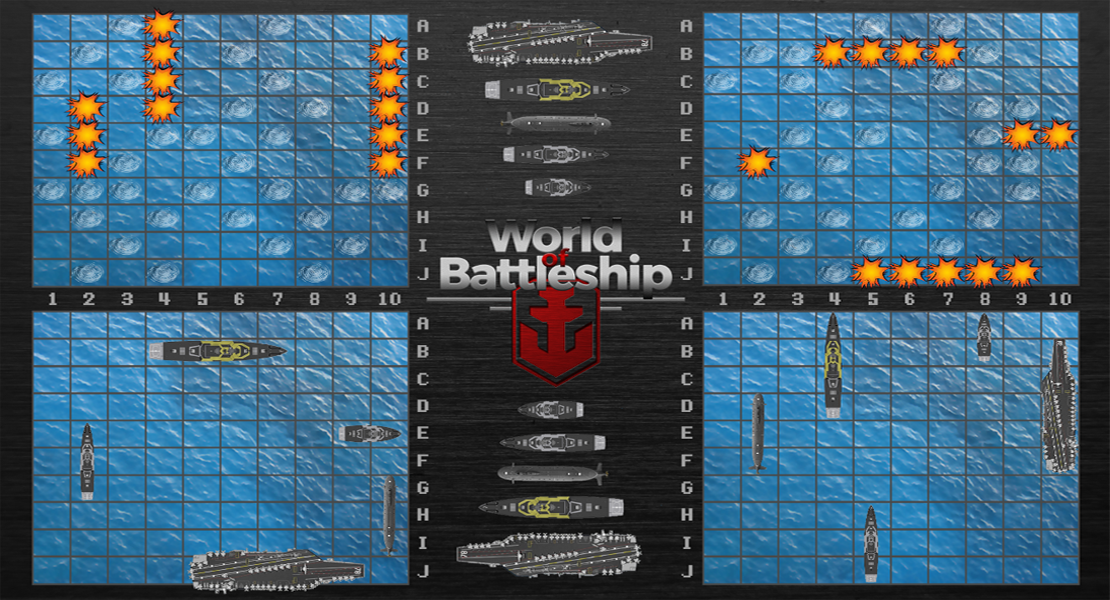 A A
B B
C C
D D
E E
F F
G G
H H
I I
J J
World
of
Battleship
1 2 3 4 5 6 7 8 9 10 1 2 3 4 5 6 7 8 9 10
A A
B B
C C
D D
E E
F F
G G
H H
I I
J J